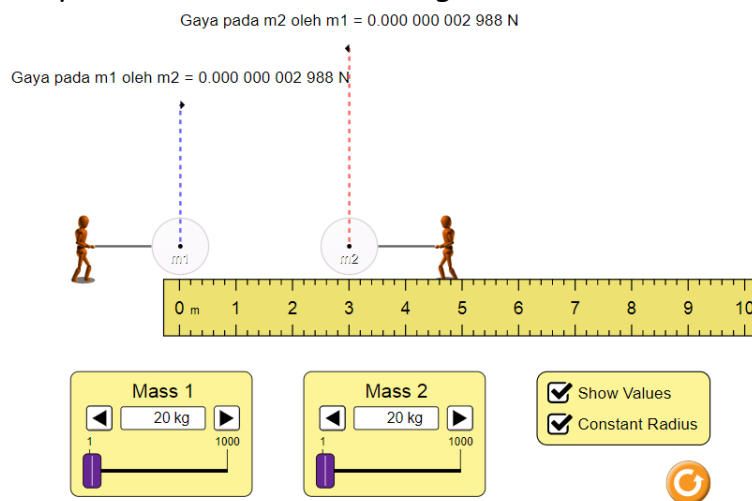 Gaya pada m2 oleh m1 = 0.000 000 002 988 N
Gaya pada m1 oleh m2 = 0.000 000 002 988 N
m1
m2
0 m 1 2 3 4 5 6 7 8 9 10
Mass 1
20 kg
1 1000
Mass 2
20 kg
1 1000
Show Values
Constant Radius